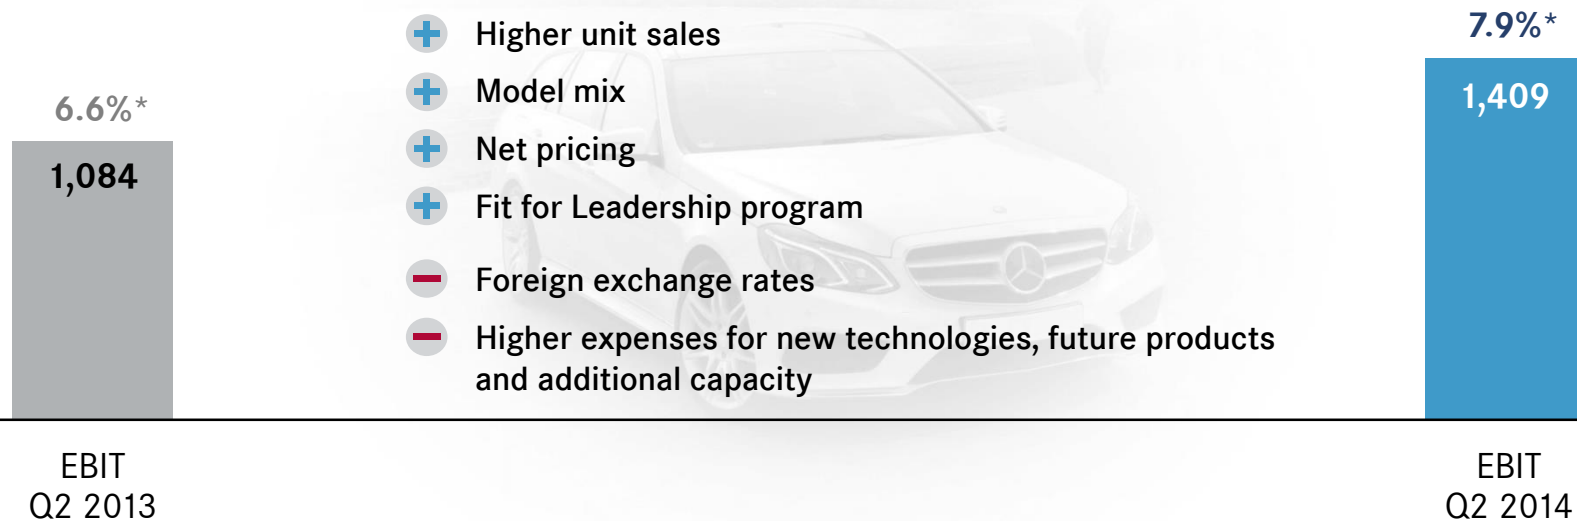 6.6%*
1,084
EBIT
Q2 2013
Higher unit sales
Model mix
Net pricing
Fit for Leadership program
Foreign exchange rates
Higher expenses for new technologies, future products
and additional capacity
7.9%*
1,409
EBIT
Q2 2014